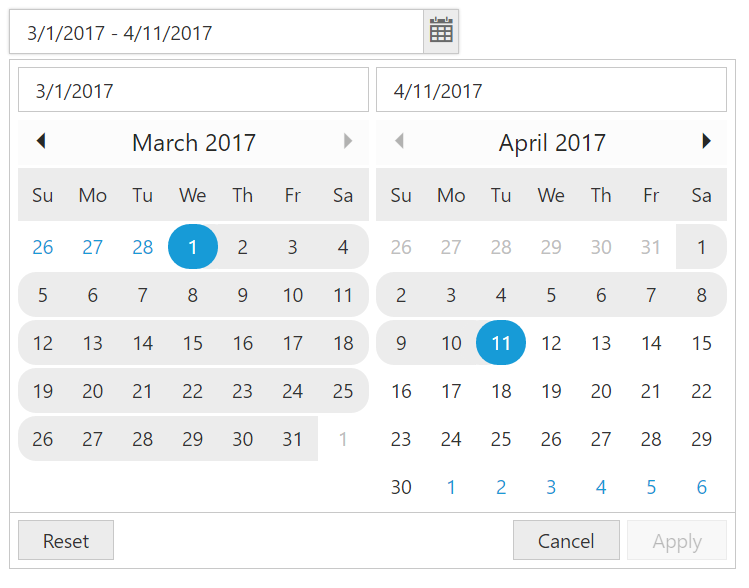 3/1/2017 - 4/11/2017
3/1/2017
4/11/2017
March 2017
April 2017
Su Mo Tu We Th Fr Sa
26 27 28 1 2 3 4
5 6 7 8 9 10 11
12 13 14 15 16 17 18
19 20 21 22 23 24 25
26 27 28 29 30 31 1
Su Mo Tu We Th Fr Sa
26 27 28 29 30 31 1
2 3 4 5 6 7 8
9 10 11 12 13 14 15
16 17 18 19 20 21 22
23 24 25 26 27 28 29
30 1 2 3 4 5 6
Reset
Cancel
Apply